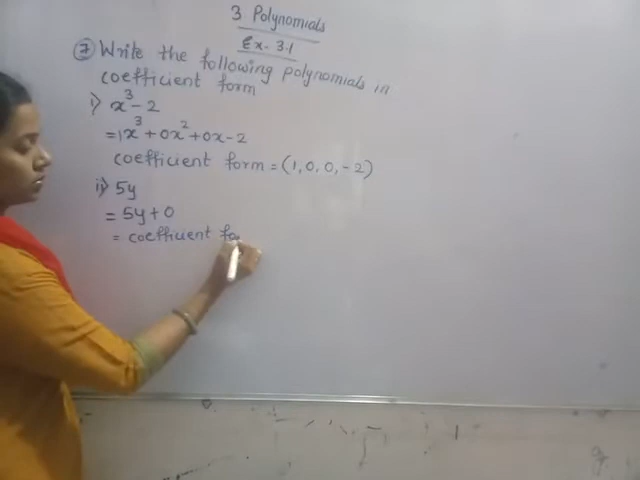 3 Polynomials
Ex- 3.1
7 Write the following polynomials in
coefficient form
i) x³ - 2
= 1x³ + 0x² + 0x - 2
coefficient form = (1, 0, 0, -2)
ii) 5y
= 5y + 0
= coefficient fo